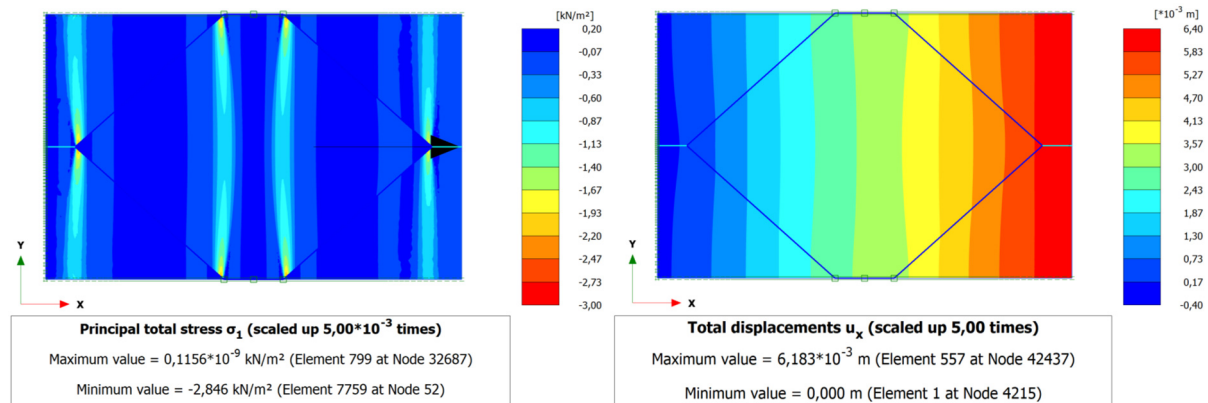 [kN/m²]
0,20
-0,07
-0,33
-0,60
-0,87
-1,13
-1,40
-1,67
-1,93
-2,20
-2,47
-2,73
-3,00
Y
X
Principal total stress σ₁ (scaled up 5,00*10⁻³ times)
Maximum value = 0,1156*10⁻⁹ kN/m² (Element 799 at Node 32687)
Minimum value = -2,846 kN/m² (Element 7759 at Node 52)
[*10⁻³ m]
6,40
5,83
5,27
4,70
4,13
3,57
3,00
2,43
1,87
1,30
0,73
0,17
-0,40
Y
X
Total displacements uₓ (scaled up 5,00 times)
Maximum value = 6,183*10⁻³ m (Element 557 at Node 42437)
Minimum value = 0,000 m (Element 1 at Node 4215)